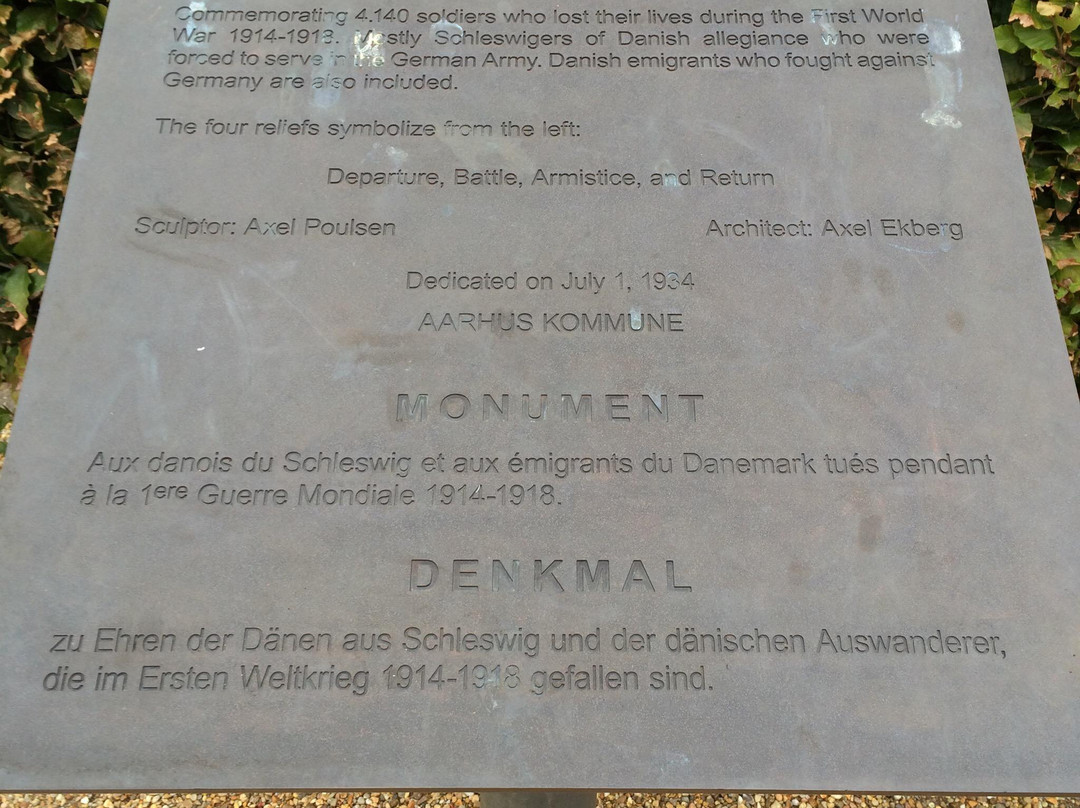 Commemorating 4.140 soldiers who lost their lives during the First World
War 1914-1918. Mostly Schleswigers of Danish allegiance who were
forced to serve in the German Army. Danish emigrants who fought against
Germany are also included.
The four reliefs symbolize from the left:
Departure, Battle, Armistice, and Return
Sculptor: Axel Poulsen Architect: Axel Ekberg
Dedicated on July 1, 1934
AARHUS KOMMUNE
MONUMENT
Aux danois du Schleswig et aux émigrants du Danemark tués pendant
à la 1ere Guerre Mondiale 1914-1918.
DENKMAL
zu Ehren der Dänen aus Schleswig und der dänischen Auswanderer,
die im Ersten Weltkrieg 1914-1918 gefallen sind.